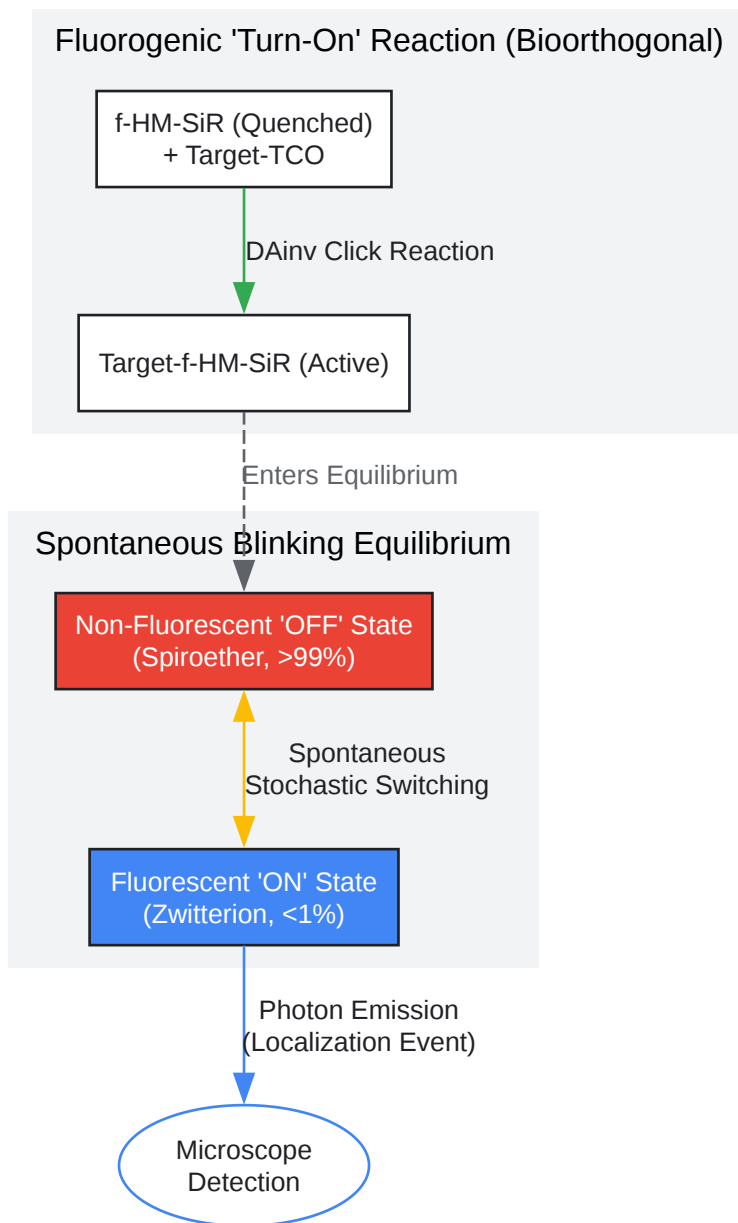 Fluorogenic 'Turn-On' Reaction (Bioorthogonal)
f-HM-SiR (Quenched)
+ Target-TCO
DAinv Click Reaction
Target-f-HM-SiR (Active)
Enters Equilibrium
Spontaneous Blinking Equilibrium
Non-Fluorescent 'OFF' State
(Spiroether, >99%)
Spontaneous
Stochastic Switching
Fluorescent 'ON' State
(Zwitterion, <1%)
Photon Emission
(Localization Event)
Microscope
Detection